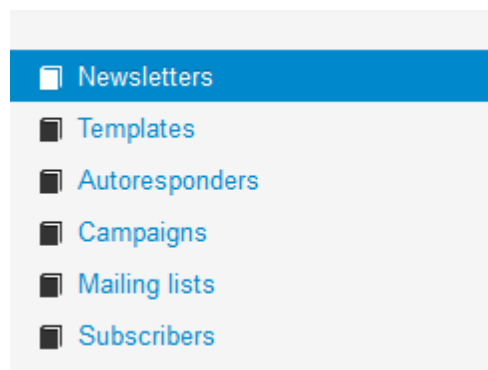 Newsletters
Templates
Autoresponders
Campaigns
Mailing lists
Subscribers